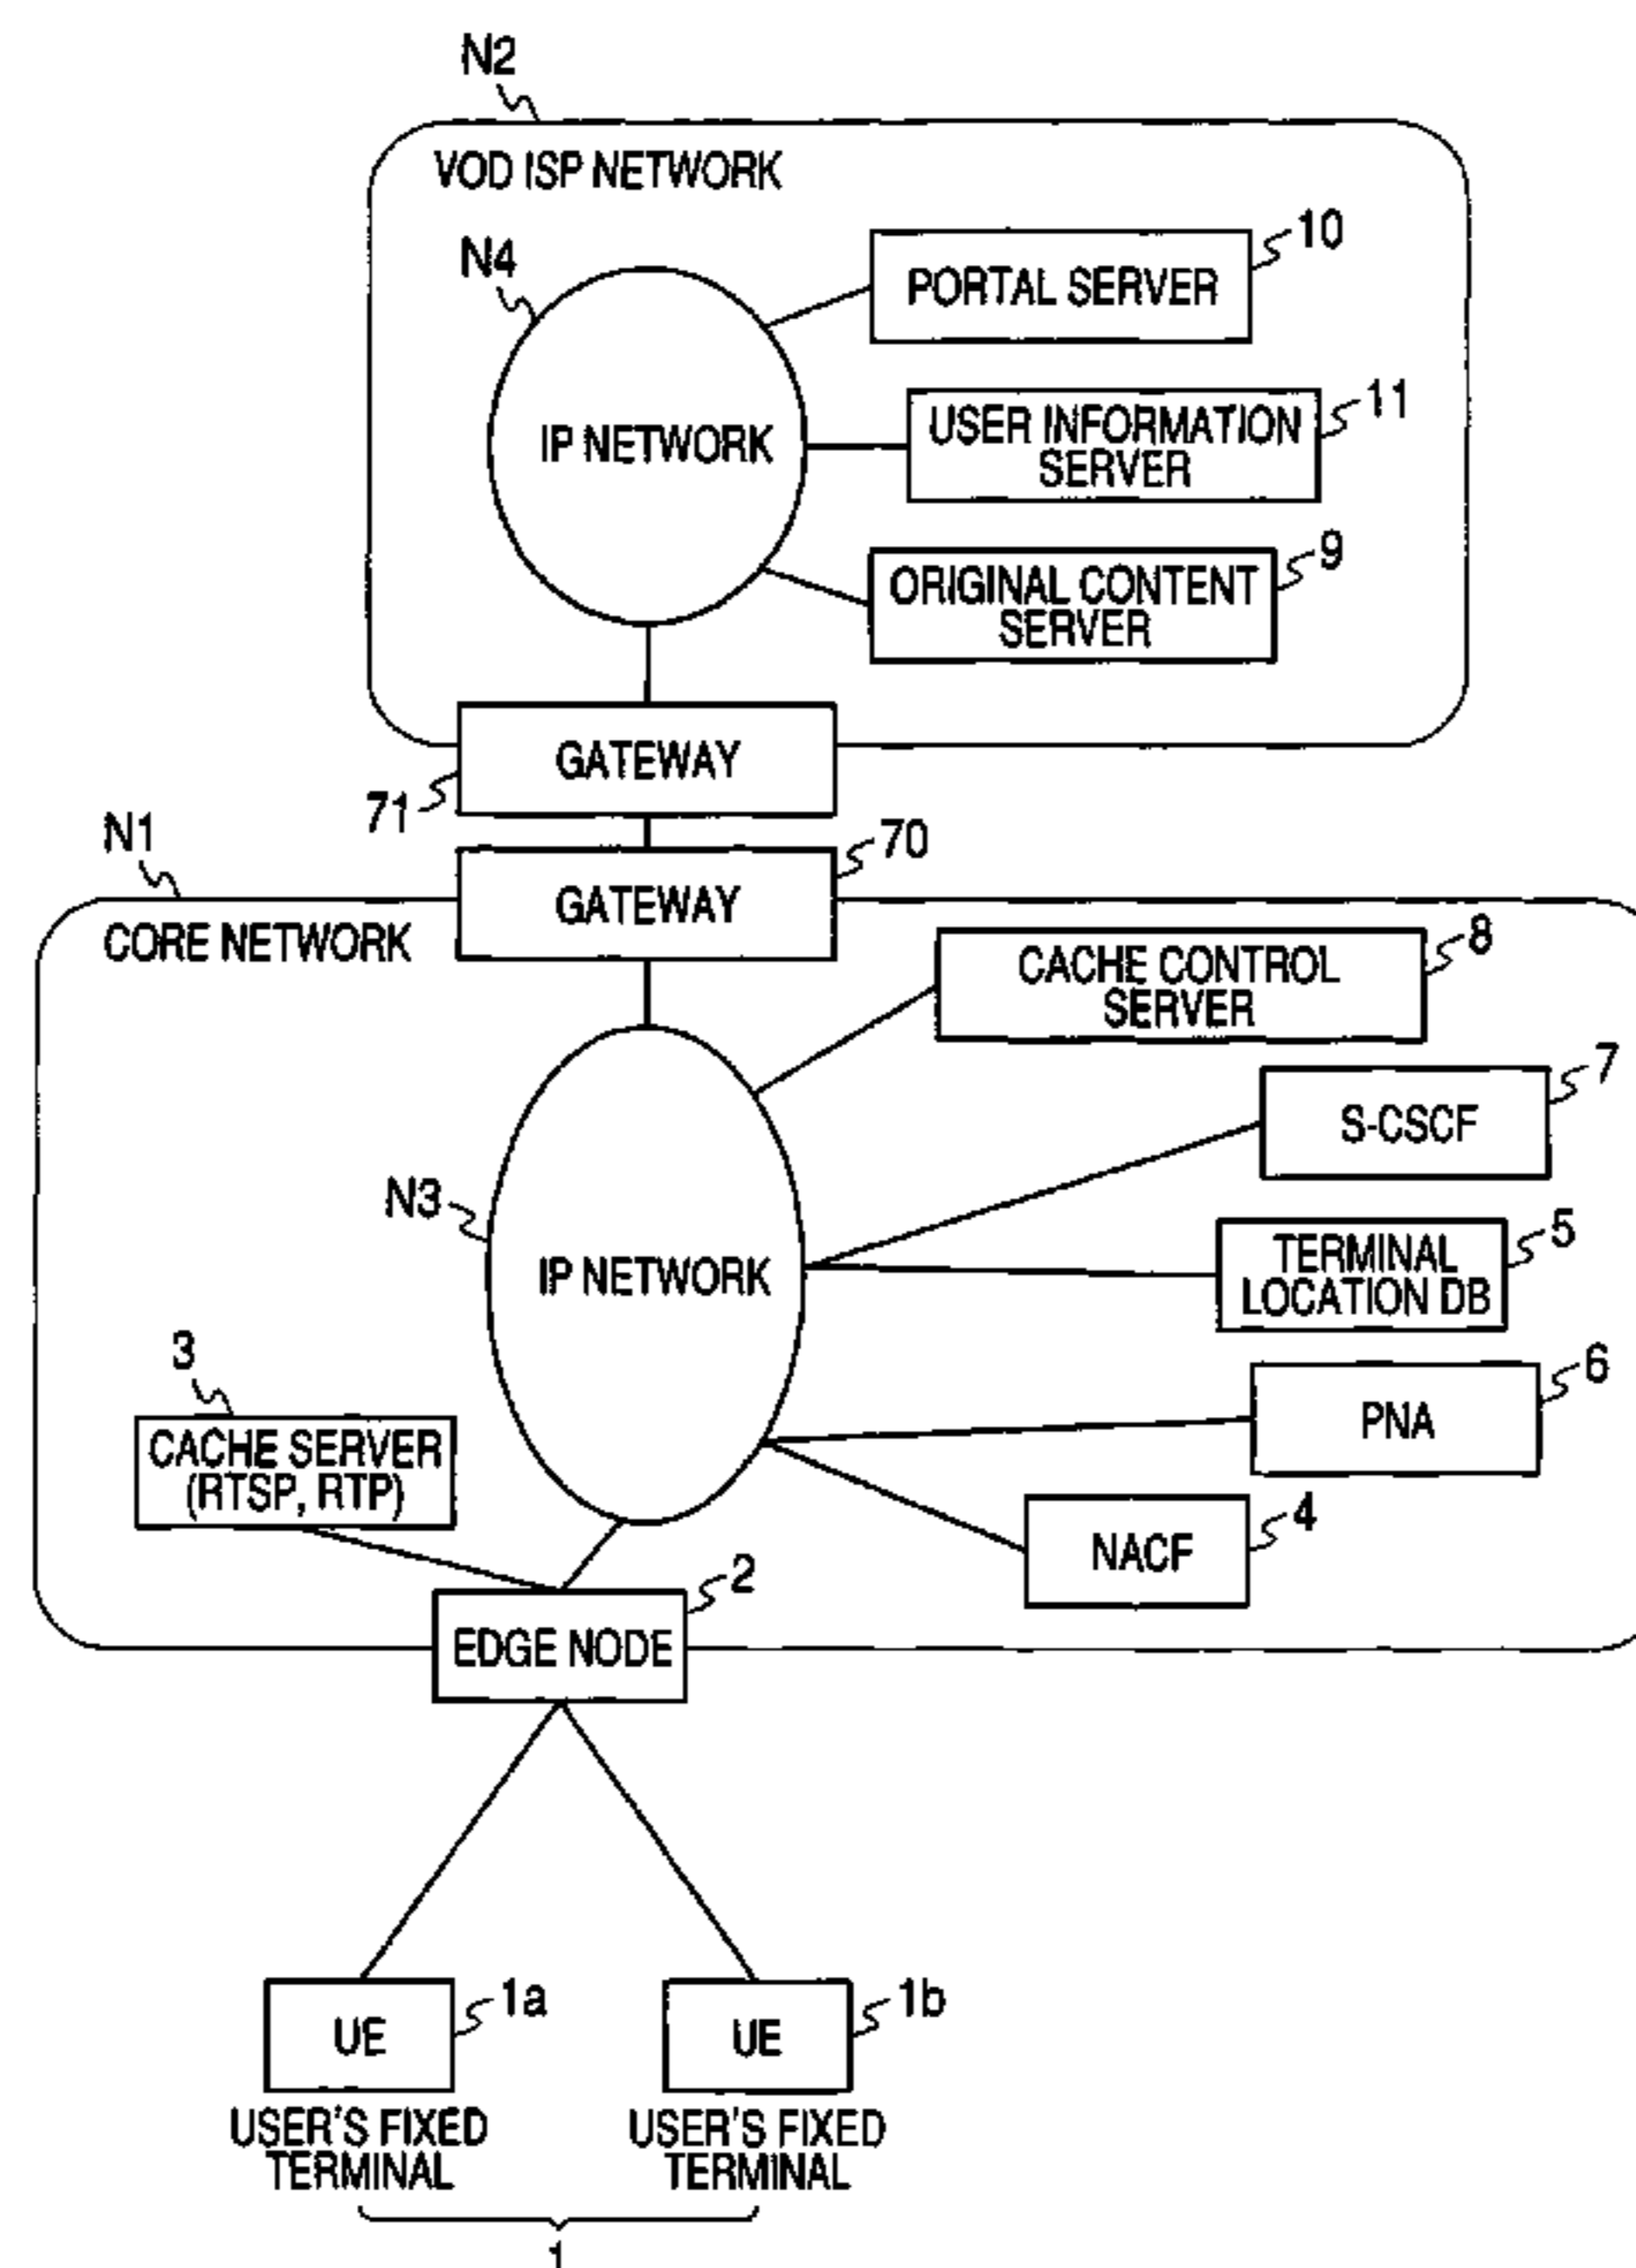 N2
VOD ISP NETWORK
N4
10
PORTAL SERVER
11
IP NETWORK
USER INFORMATION
SERVER
9
ORIGINAL CONTENT
SERVER
GATEWAY
71
N1
70
GATEWAY
CORE NETWORK
8
CACHE CONTROL
SERVER
7
S-CSCF
N3
5
TERMINAL
LOCATION DB
IP NETWORK
3
6
CACHE SERVER
(RTSP, RTP)
PNA
4
NACF
2
EDGE NODE
1a
UE
1b
UE
USER'S FIXED
TERMINAL
USER'S FIXED
TERMINAL
1